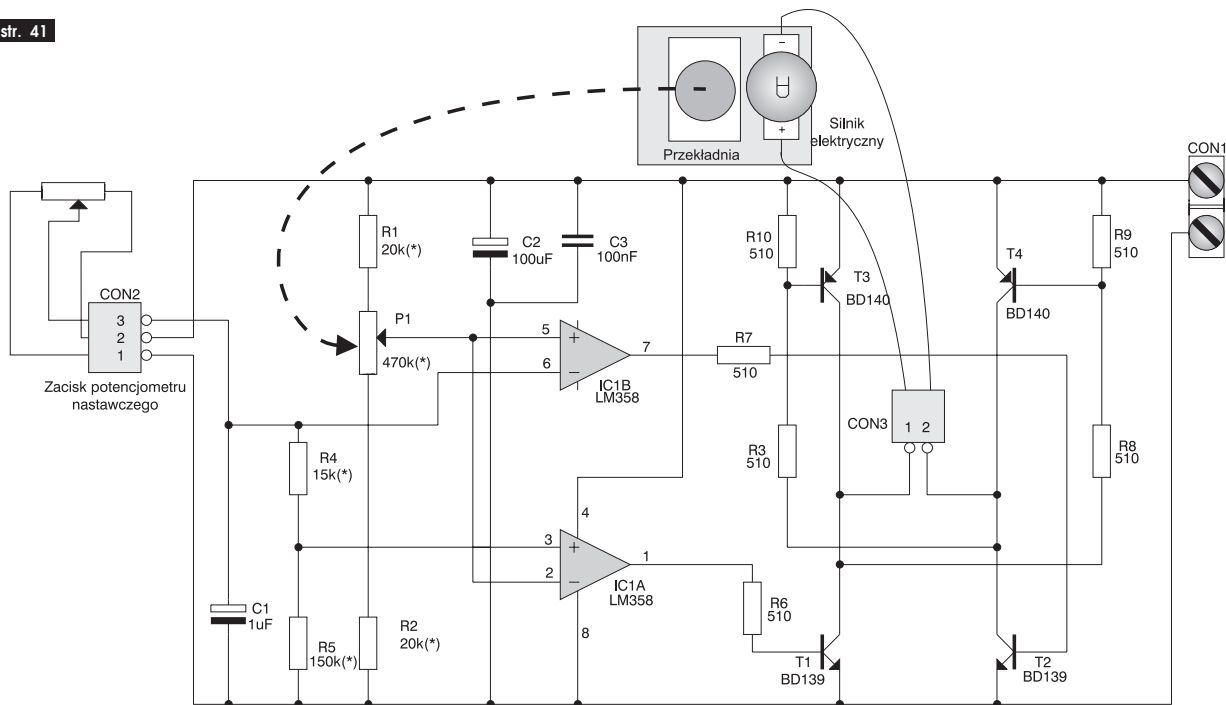 str. 41
Silnik
elektryczny
Przekładnia
−
+
CON1
R1
20k(*)
C2
100uF
C3
100nF
R10
510
T3
BD140
T4
BD140
R9
510
CON2
3
2
1
Zacisk potencjometru
nastawczego
P1
470k(*)
5
6
+
−
7
IC1B
LM358
R7
510
CON3
1 2
R4
15k(*)
R3
510
R8
510
4
3
2
+
−
1
IC1A
LM358
8
R6
510
C1
1uF
R5
150k(*)
R2
20k(*)
T1
BD139
T2
BD139